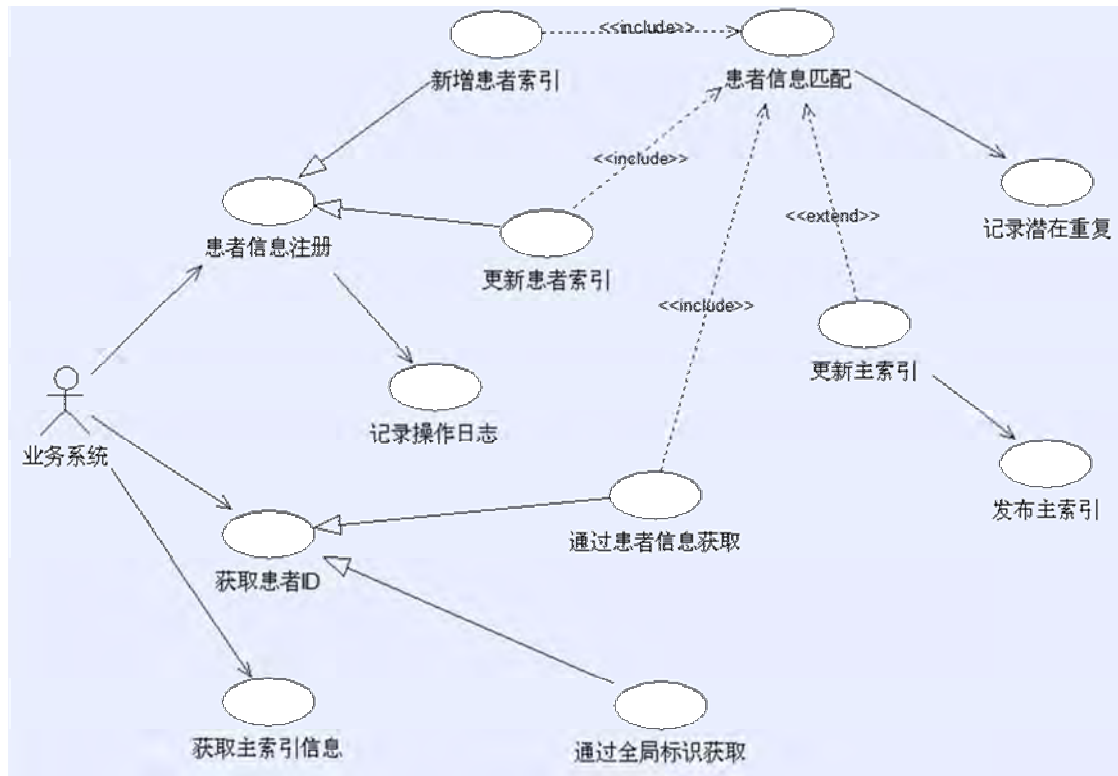 <<include>>
新增患者索引
患者信息匹配
<<include>>
记录潜在重复
<<extend>>
患者信息注册
更新患者索引
<<include>>
更新主索引
记录操作日志
业务系统
发布主索引
通过患者信息获取
获取患者ID
获取主索引信息
通过全局标识获取